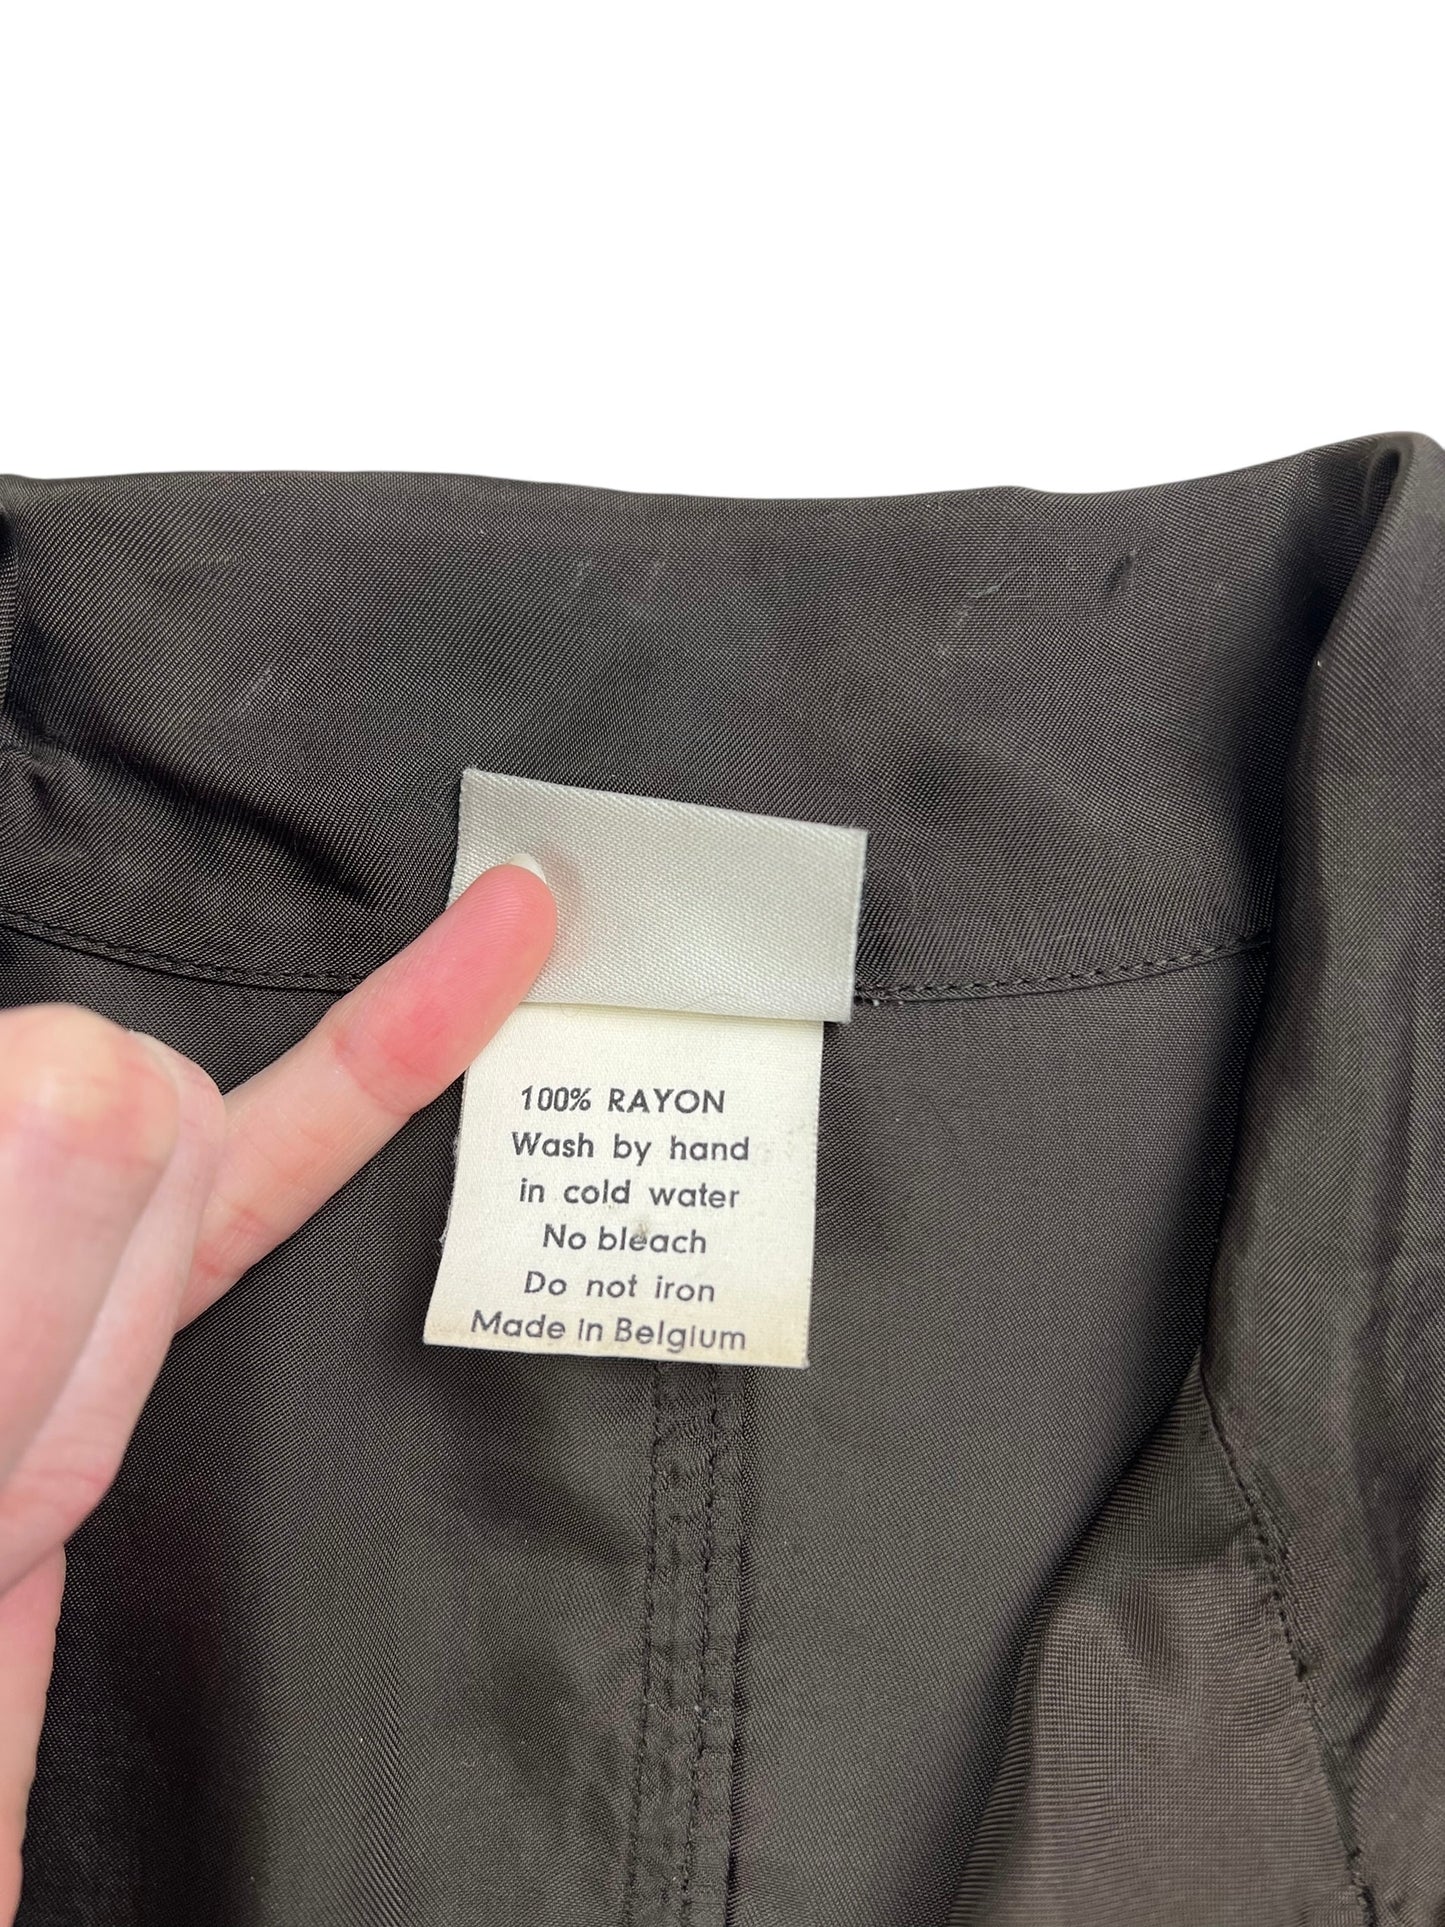 100% RAYON
Wash by hand
in cold water
No bleach
Do not iron
Made in Belgium